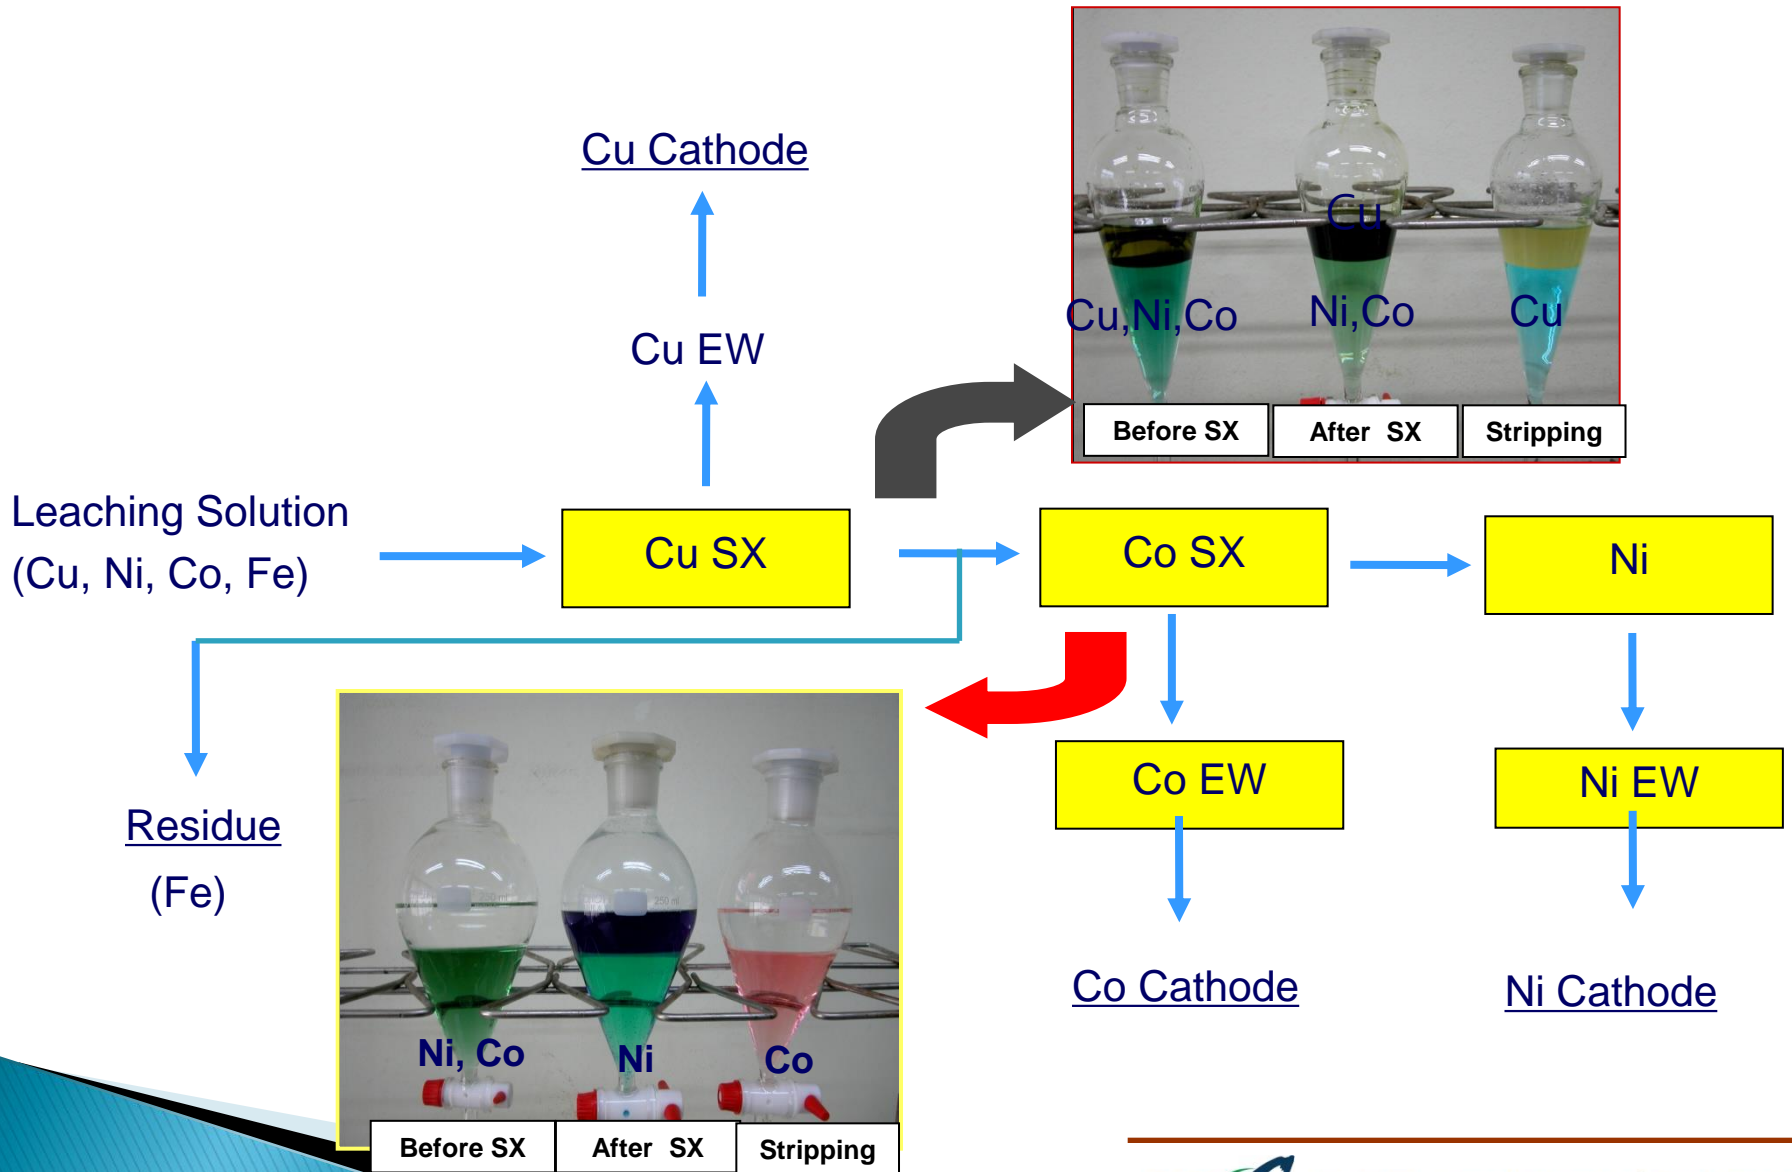 Cu Cathode
Cu EW
Cu
Cu,Ni,Co
Ni,Co
Cu
Before SX
After SX
Stripping
Leaching Solution
(Cu, Ni, Co, Fe)
Cu SX
Co SX
Ni
Co EW
Ni EW
Residue
(Fe)
Co Cathode
Ni Cathode
250 ml
Ni, Co
Ni
Co
Before SX
After SX
Stripping